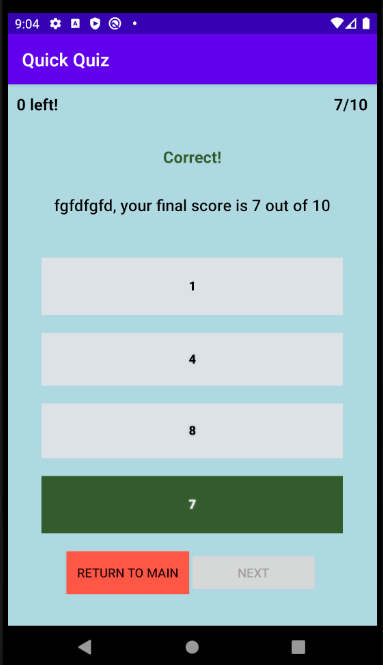 9:04
Quick Quiz
0 left! 7/10
Correct!
fgfdfgfd, your final score is 7 out of 10
1
4
8
7
RETURN TO MAIN NEXT